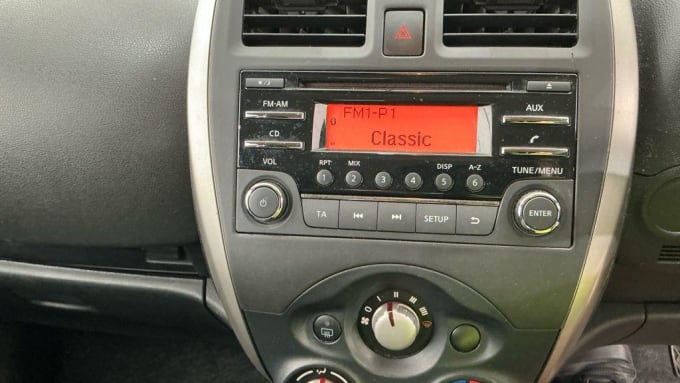 FM1-P1
Classic
FM·AM
AUX
CD
VOL
RPT MIX DISP A-Z
1 2 3 4 5 6
TUNE/MENU
TA SETUP ENTER